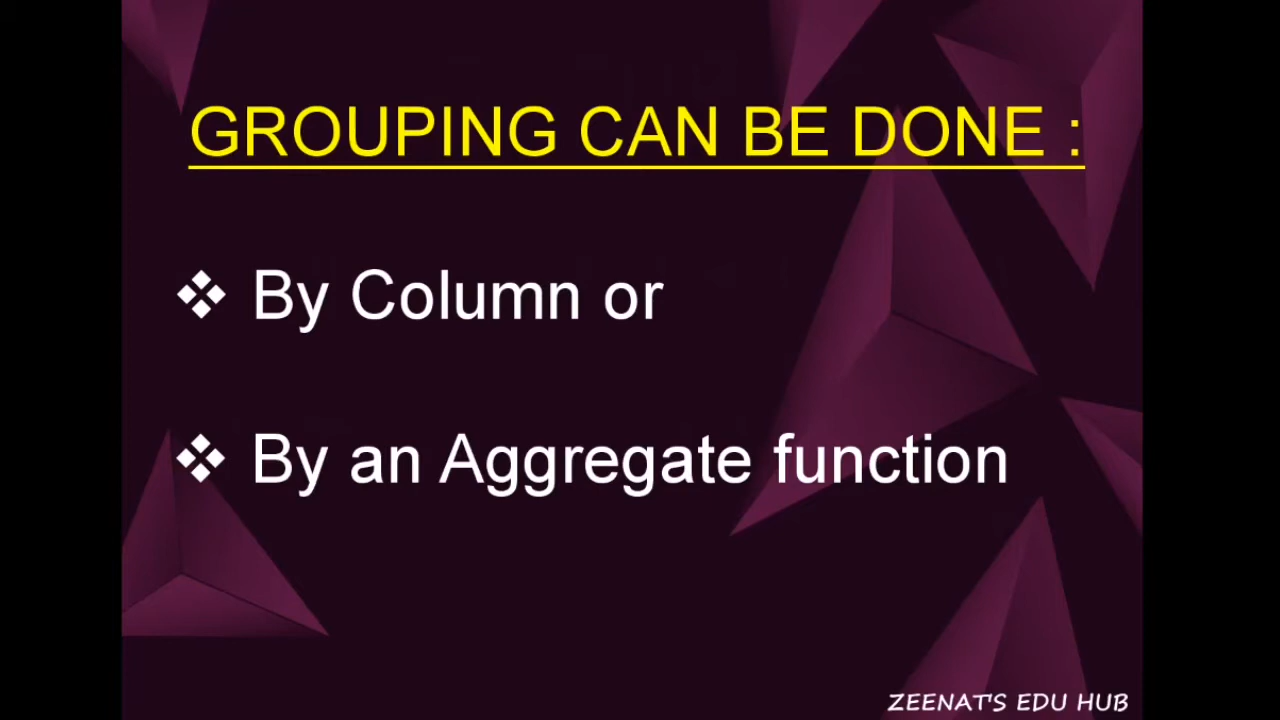 GROUPING CAN BE DONE :
❖ By Column or
❖ By an Aggregate function
ZEENAT'S EDU HUB